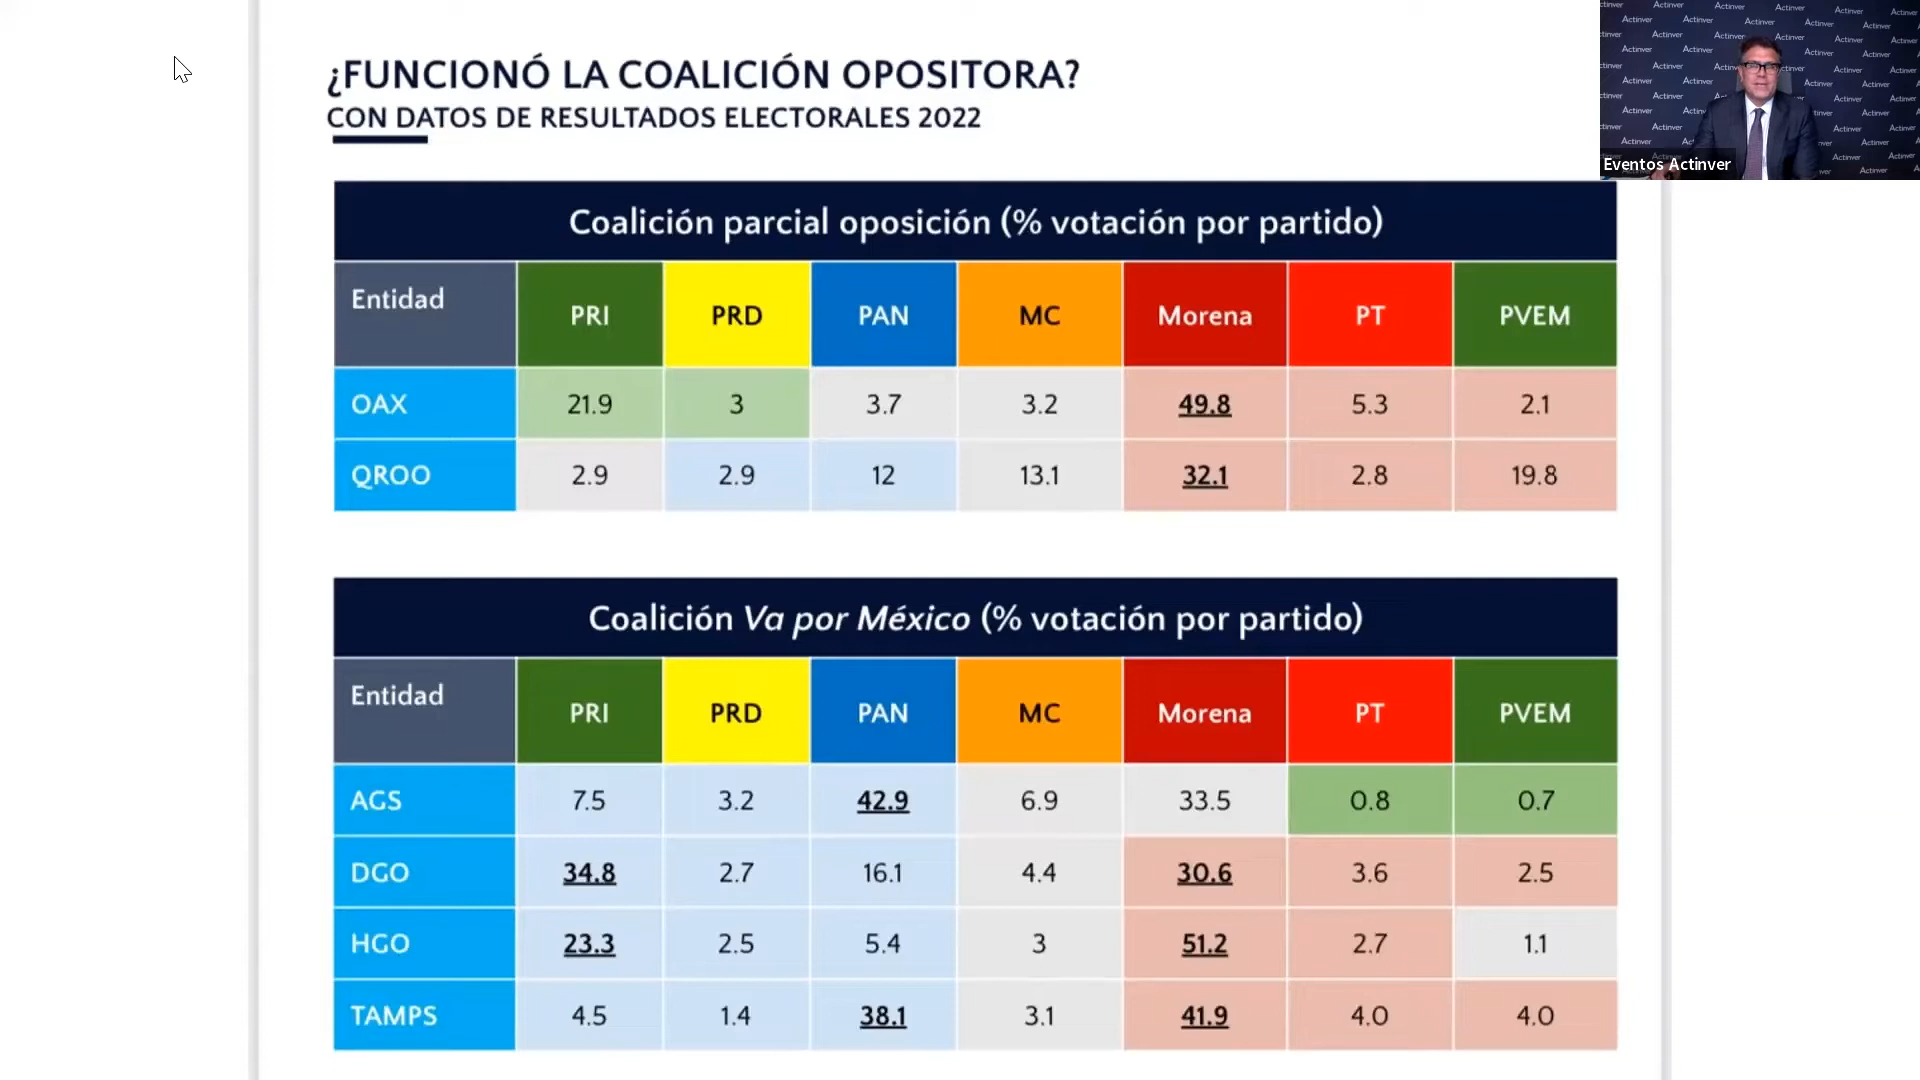 ¿FUNCIONÓ LA COALICIÓN OPOSITORA?
CON DATOS DE RESULTADOS ELECTORALES 2022
Eventos Actinver
Coalición parcial oposición (% votación por partido)
Entidad PRI PRD PAN MC Morena PT PVEM
OAX 21.9 3 3.7 3.2 49.8 5.3 2.1
QROO 2.9 2.9 12 13.1 32.1 2.8 19.8
Coalición Va por México (% votación por partido)
Entidad PRI PRD PAN MC Morena PT PVEM
AGS 7.5 3.2 42.9 6.9 33.5 0.8 0.7
DGO 34.8 2.7 16.1 4.4 30.6 3.6 2.5
HGO 23.3 2.5 5.4 3 51.2 2.7 1.1
TAMPS 4.5 1.4 38.1 3.1 41.9 4.0 4.0